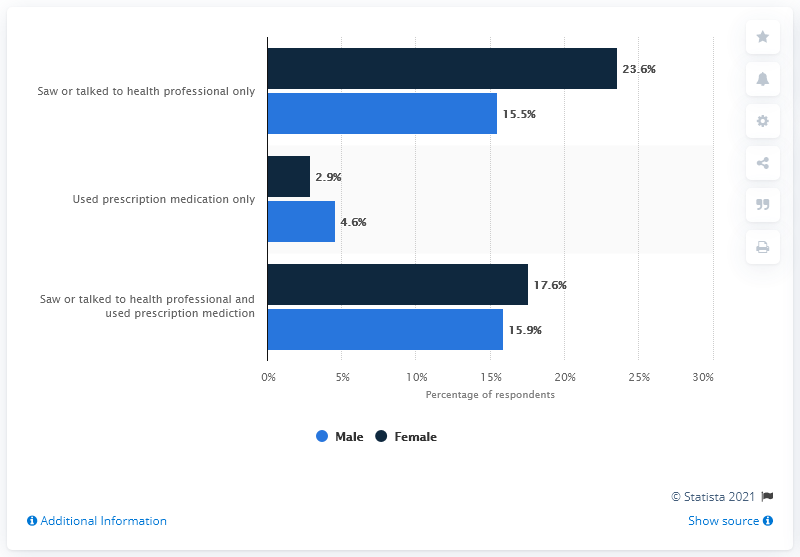 Saw or talked to health professional only
23.6%
15.5%
Used prescription medication only
2.9%
4.6%
Saw or talked to health professional and
used prescription mediction
17.6%
15.9%
0%
5%
10%
15%
20%
25%
30%
Percentage of respondents
Male
Female
© Statista 2021
Additional Information
Show source